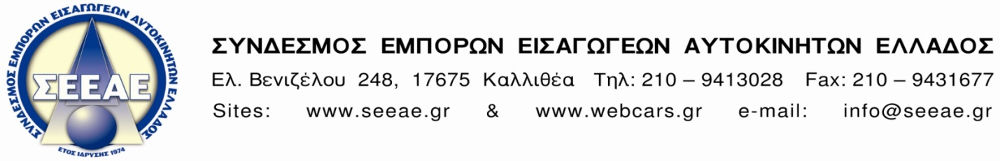 ΣΥΝΔΕΣΜΟΣ ΕΜΠΟΡΩΝ ΕΙΣΑΓΩΓΕΩΝ ΑΥΤΟΚΙΝΗΤΩΝ ΕΛΛΑΔΟΣ
ΣΕΕΑΕ
ΕΤΟΣ ΙΔΡΥΣΗΣ 1974
ΣΥΝΔΕΣΜΟΣ ΕΜΠΟΡΩΝ ΕΙΣΑΓΩΓΕΩΝ ΑΥΤΟΚΙΝΗΤΩΝ ΕΛΛΑΔΟΣ
Ελ. Βενιζέλου 248, 17675 Καλλιθέα Τηλ: 210 – 9413028 Fax: 210 – 9431677
Sites: www.seeae.gr & www.webcars.gr e-mail: info@seeae.gr